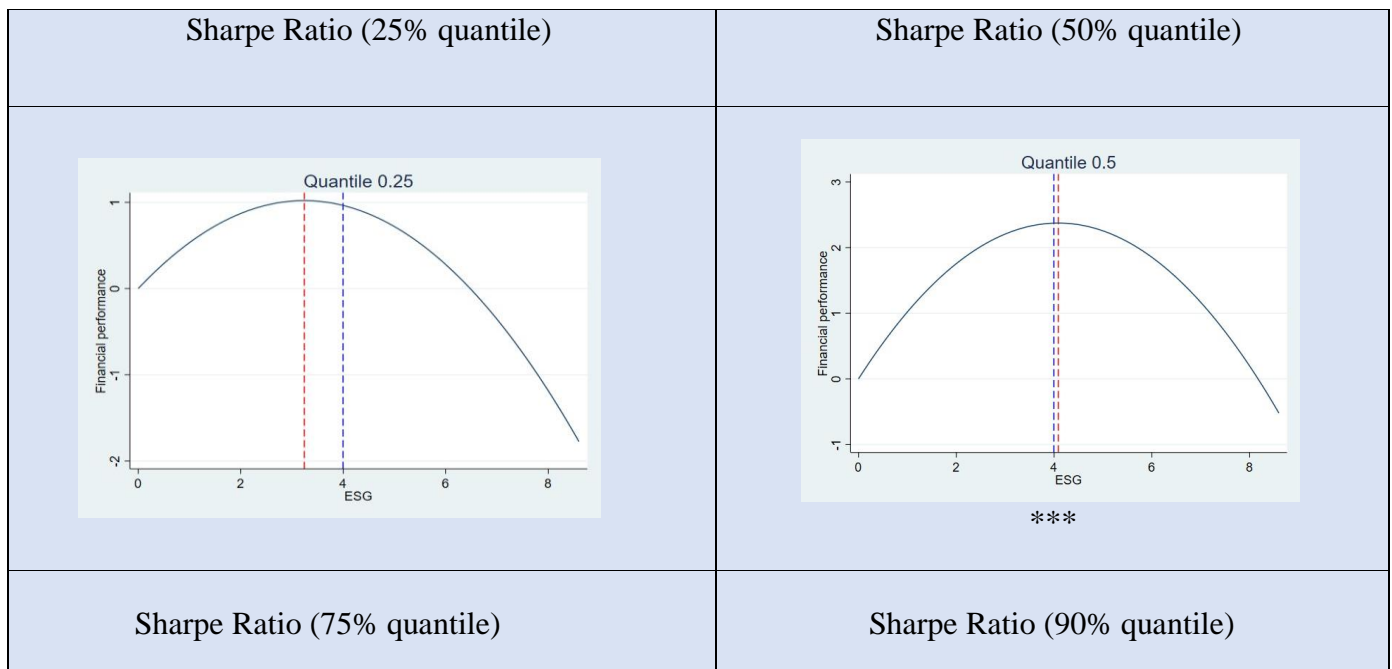 Sharpe Ratio (25% quantile)
Sharpe Ratio (50% quantile)
Quantile 0.25
Financial performance
1
0
-1
-2
0 2 4 6 8
ESG
Quantile 0.5
Financial performance
3
2
1
0
-1
0 2 4 6 8
ESG
***
Sharpe Ratio (75% quantile)
Sharpe Ratio (90% quantile)